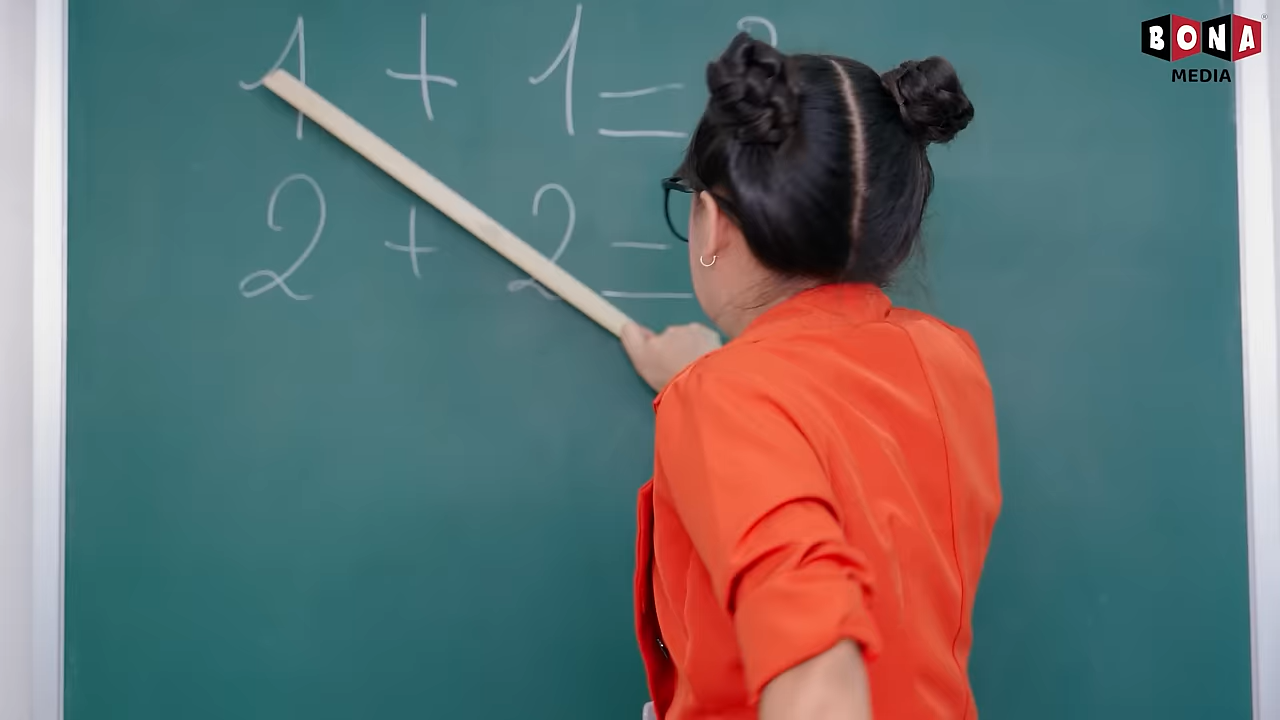 1 + 1 =
2 + 2 =
BONA
MEDIA